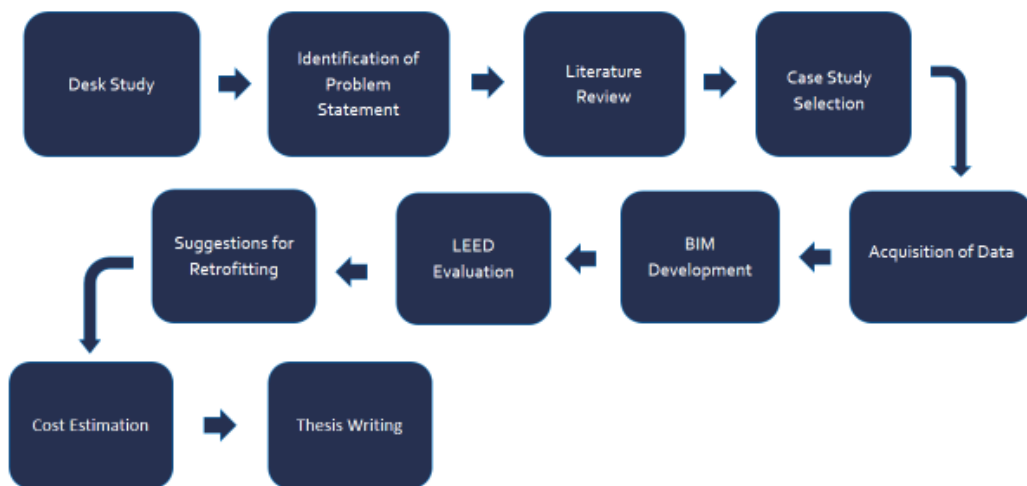 Desk Study
Identification of
Problem
Statement
Literature
Review
Case Study
Selection
Acquisition of Data
BIM
Development
LEED
Evaluation
Suggestions for
Retrofitting
Cost Estimation
Thesis Writing